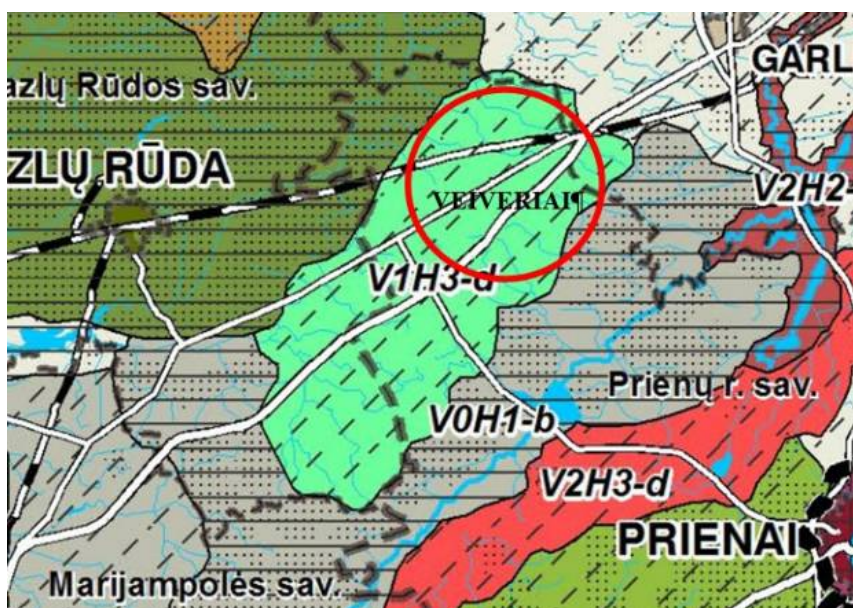 GARL
azlų Rūdos sav.
ZLŲ RŪDA
V2H2-
VEIVERIAI¶
V1H3-d
Prienų r. sav.
V0H1-b
V2H3-d
PRIENAI
Marijampolės sav.